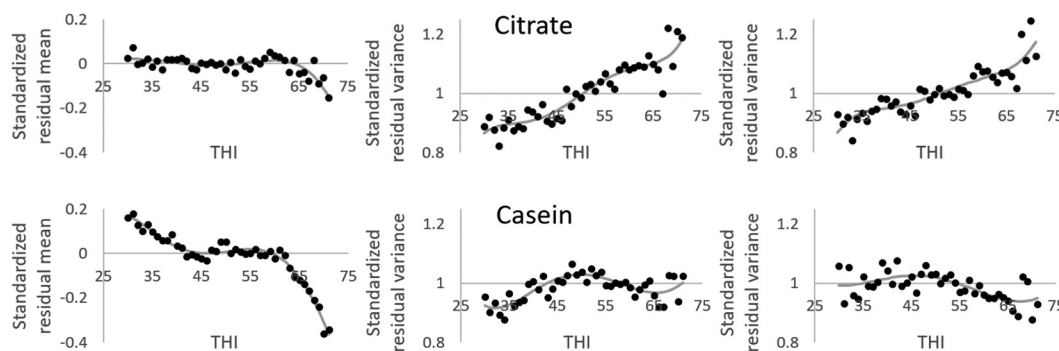 Citrate
Standardized
residual mean
0.2
0
-0.2
-0.4
25 35 45 55 65 75
THI
Standardized
residual variance
1.2
1
0.8
25 35 45 55 65 75
THI
Standardized
residual variance
1.2
1
0.8
25 35 45 55 65 75
THI
Casein
Standardized
residual mean
0.2
0
-0.2
-0.4
25 35 45 55 65 75
THI
Standardized
residual variance
1.2
1
0.8
25 35 45 55 65 75
THI
Standardized
residual variance
1.2
1
0.8
25 35 45 55 65 75
THI